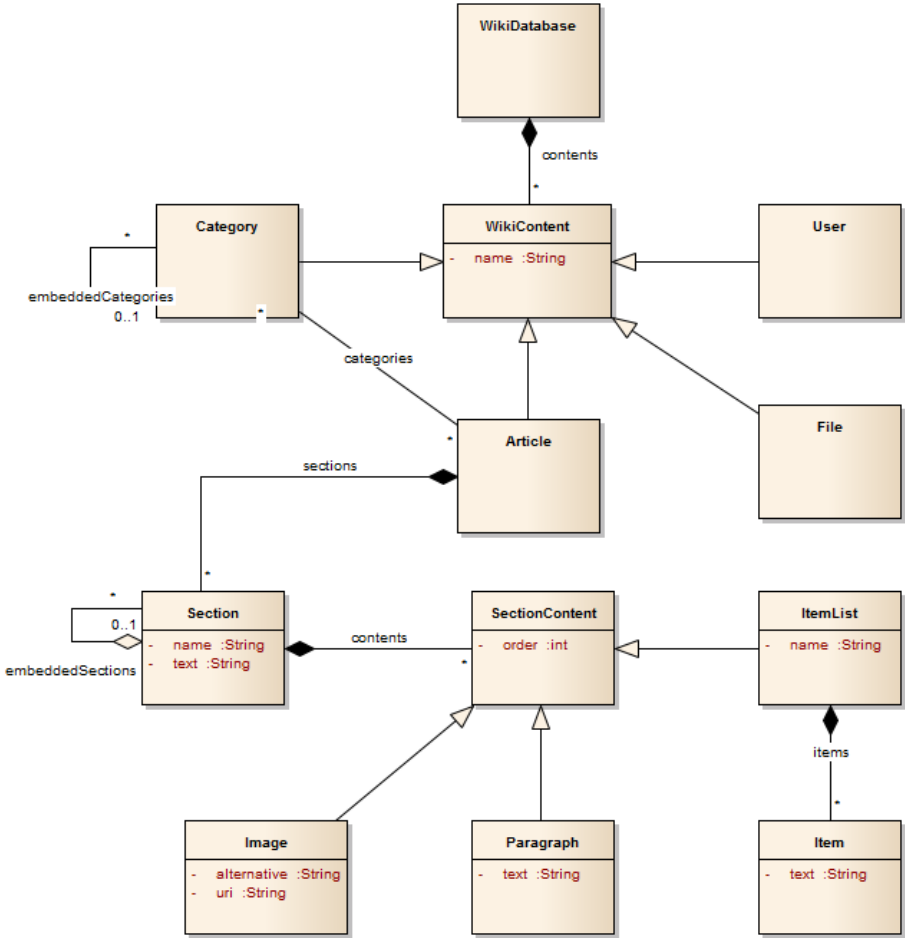 WikiDatabase
contents
*
Category
WikiContent
- name :String
User
*
embeddedCategories
0..1
*
categories
*
Article
File
sections
*
*
0..1
embeddedSections
Section
- name :String
- text :String
contents
*
SectionContent
- order :int
ItemList
- name :String
items
*
Image
- alternative :String
- uri :String
Paragraph
- text :String
Item
- text :String